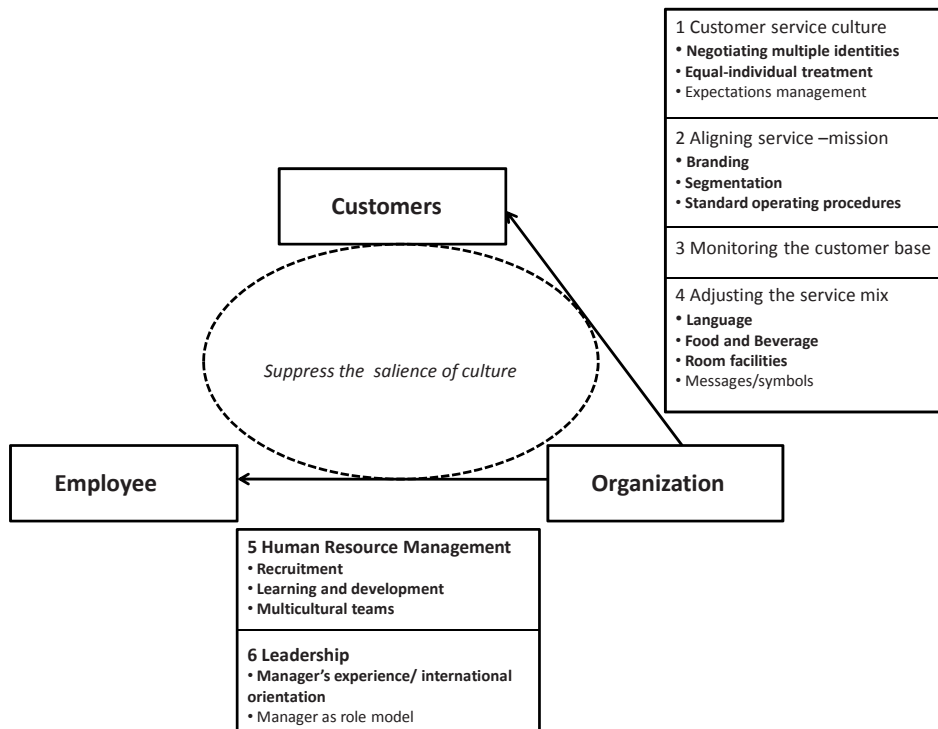 1 Customer service culture
• Negotiating multiple identities
• Equal-individual treatment
• Expectations management
2 Aligning service –mission
• Branding
• Segmentation
• Standard operating procedures
3 Monitoring the customer base
4 Adjusting the service mix
• Language
• Food and Beverage
• Room facilities
• Messages/symbols
Customers
Suppress the salience of culture
Employee
Organization
5 Human Resource Management
• Recruitment
• Learning and development
• Multicultural teams
6 Leadership
• Manager's experience/ international
orientation
• Manager as role model